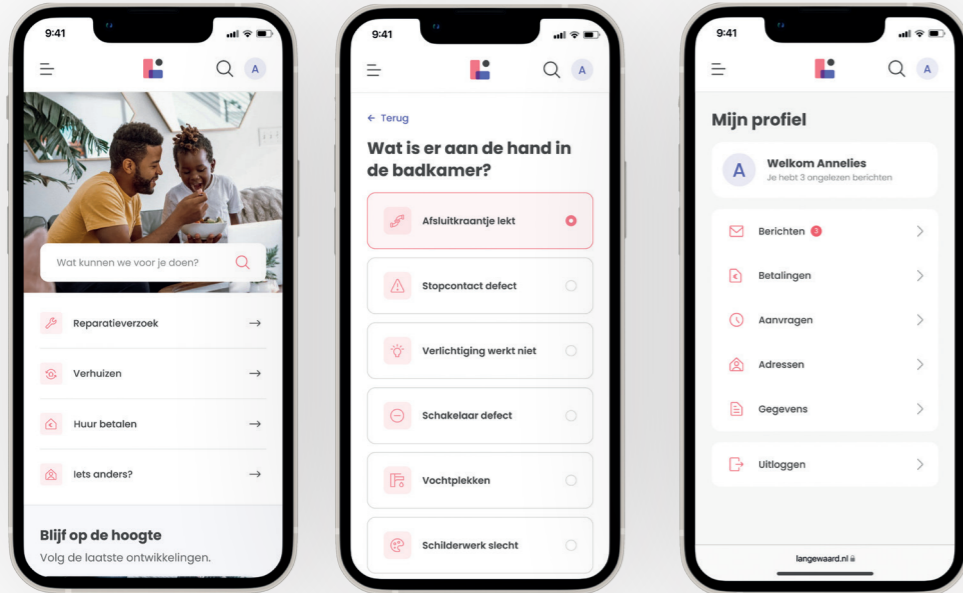 9:41
A
Wat kunnen we voor je doen?
Reparatieverzoek
Verhuizen
Huur betalen
Iets anders?
Blijf op de hoogte
Volg de laatste ontwikkelingen.
9:41
A
← Terug
Wat is er aan de hand in
de badkamer?
Afsluitkraantje lekt
Stopcontact defect
Verlichtiging werkt niet
Schakelaar defect
Vochtplekken
Schilderwerk slecht
9:41
A
Mijn profiel
A
Welkom Annelies
Je hebt 3 ongelezen berichten
Berichten 3
Betalingen
Aanvragen
Adressen
Gegevens
Uitloggen
langewaard.nl